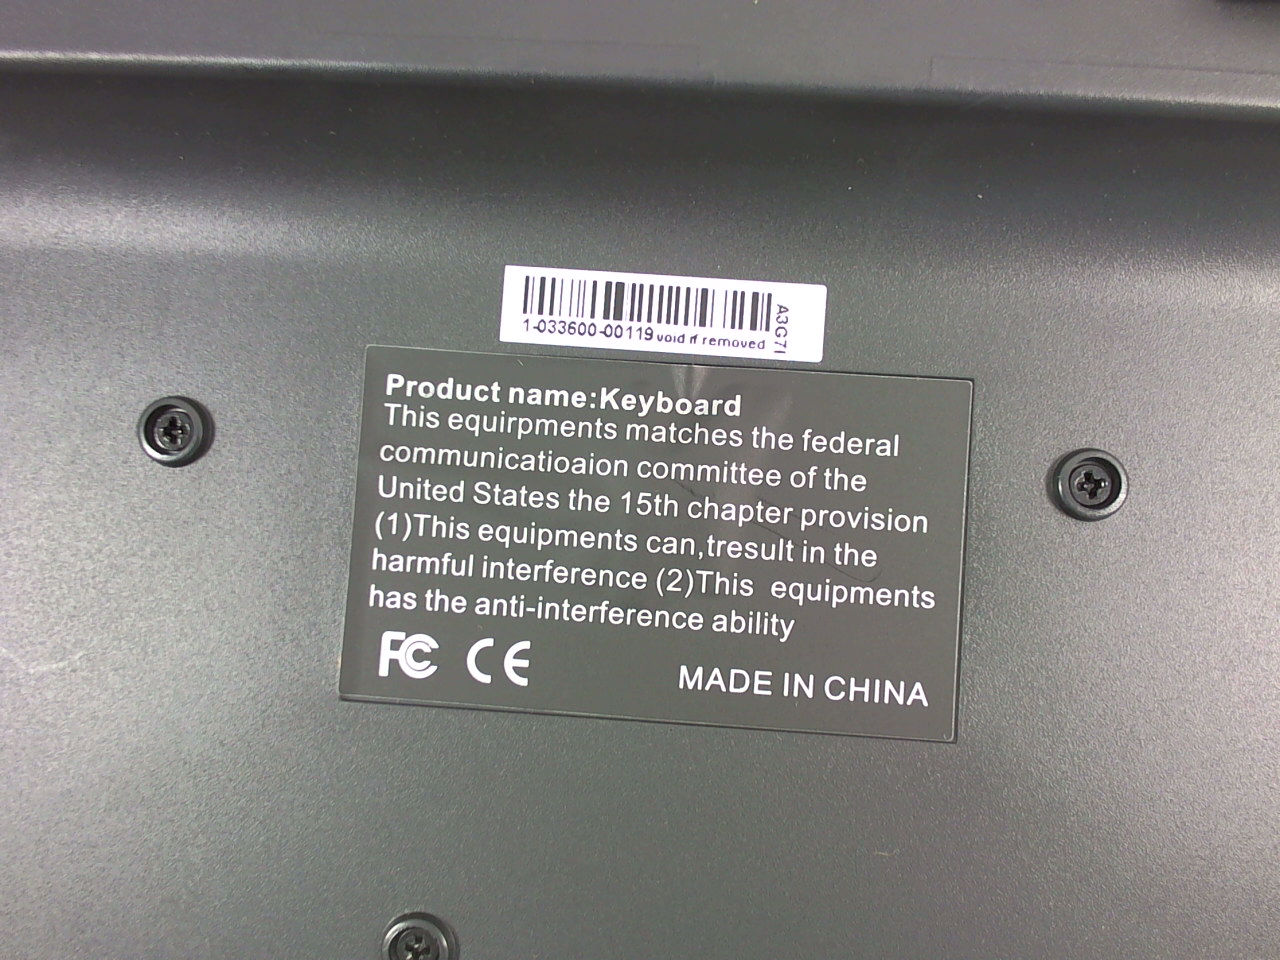 1-033600-00119 void if removed
A3G7I
Product name:Keyboard
This equirpments matches the federal
communicatioaion committee of the
United States the 15th chapter provision
(1)This equipments can,tresult in the
harmful interference (2)This equipments
has the anti-interference ability
FC CE
MADE IN CHINA